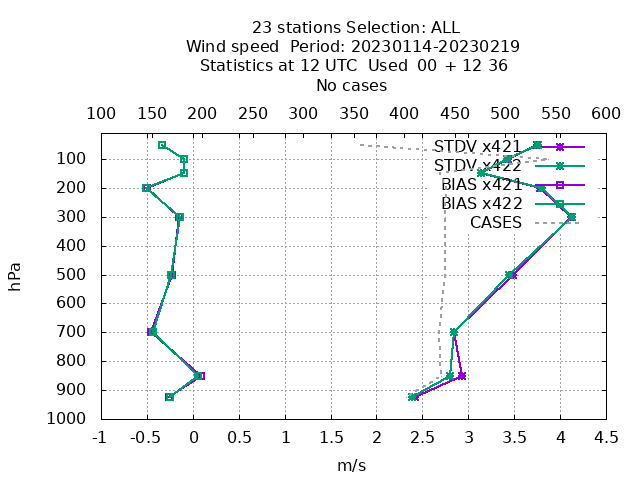 23 stations Selection: ALL
Wind speed  Period: 20230114-20230219
Statistics at 12 UTC  Used  00 + 12 36
No cases
100 150 200 250 300 350 400 450 500 550 600
STDV x421
STDV x422
BIAS x421
BIAS x422
CASES
100
200
300
400
500
600
700
800
900
1000
hPa
-1 -0.5 0 0.5 1 1.5 2 2.5 3 3.5 4 4.5
m/s